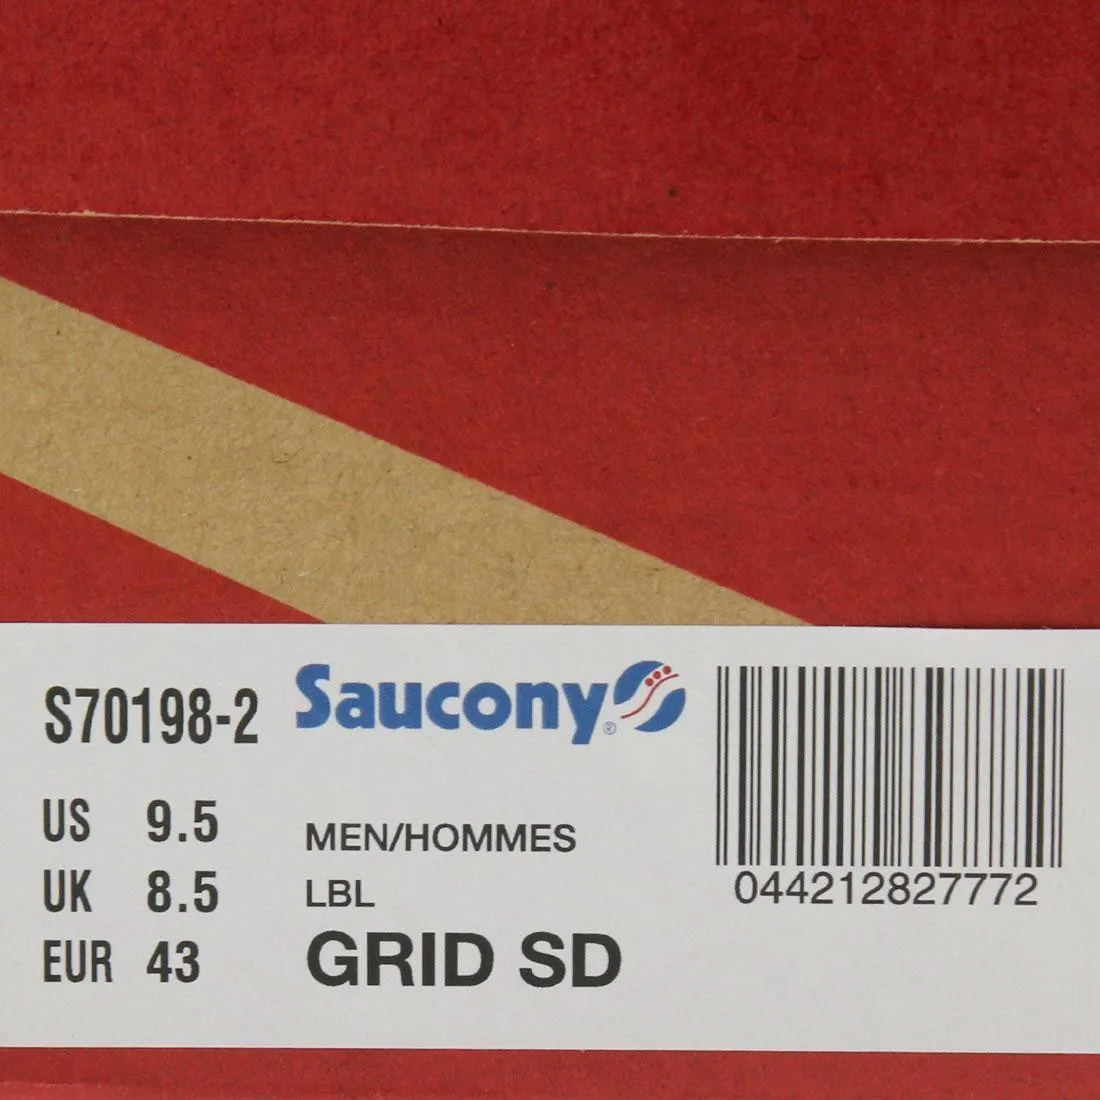 S70198-2
Saucony®
US 9.5
UK 8.5
EUR 43
MEN/HOMMES
LBL
GRID SD
044212827772